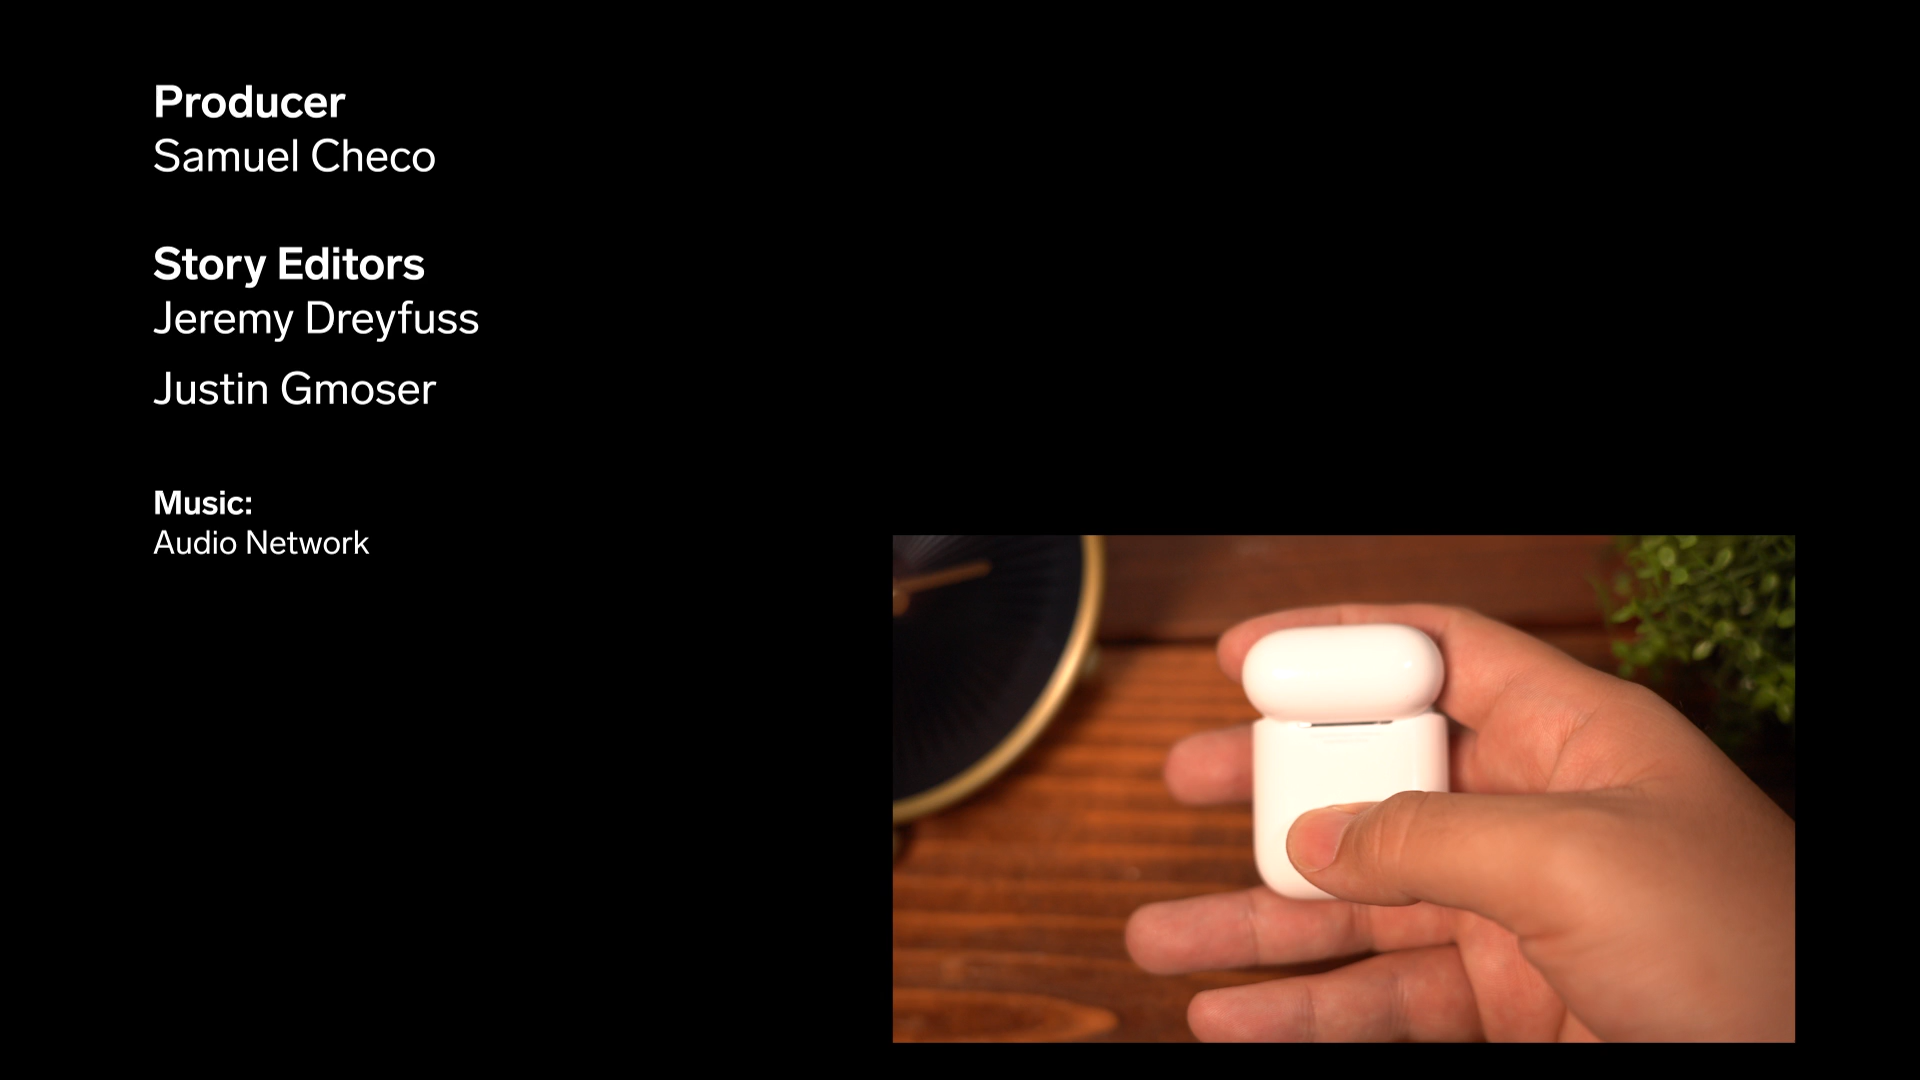 Producer
Samuel Checo
Story Editors
Jeremy Dreyfuss
Justin Gmoser
Music:
Audio Network